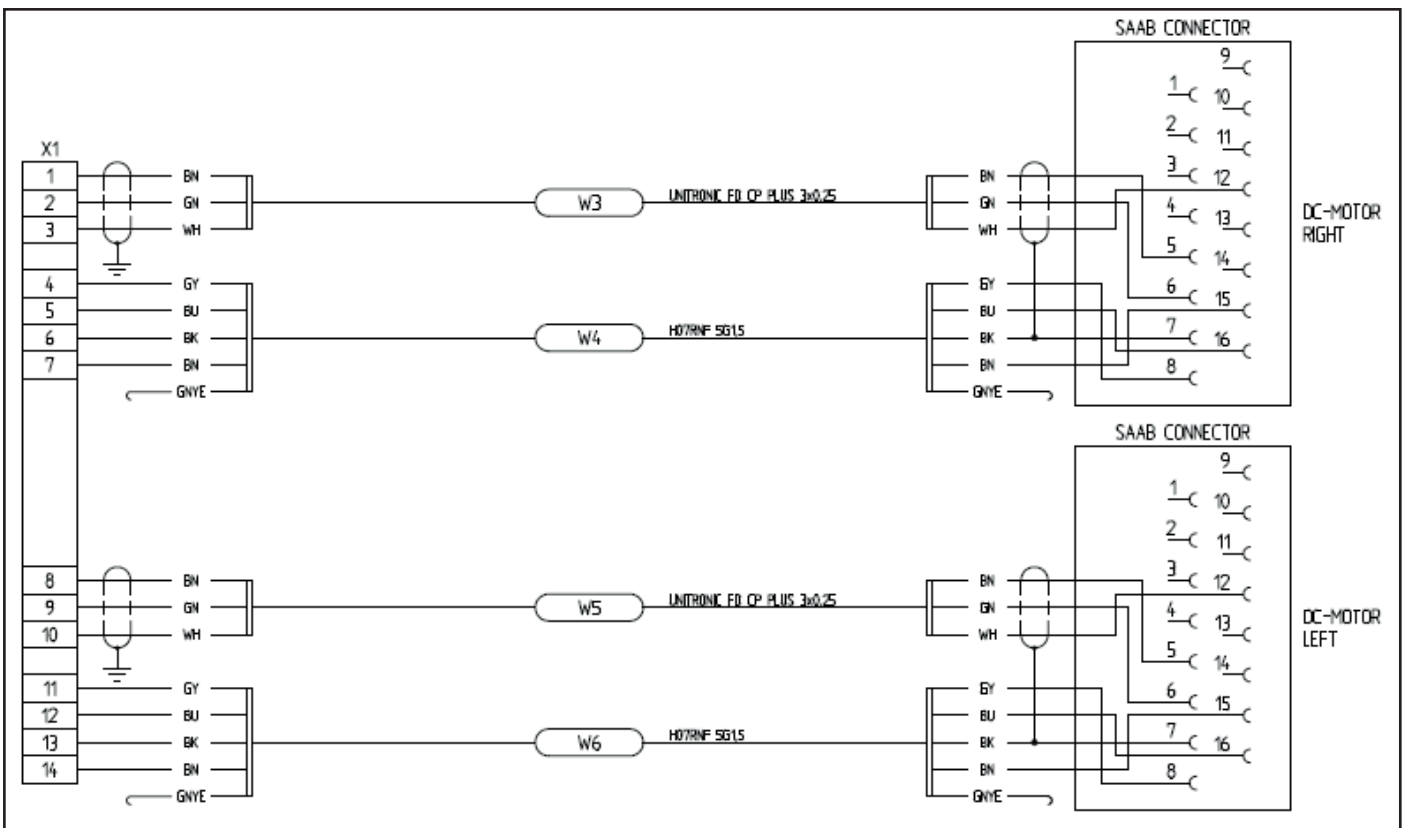 SAAB CONNECTOR
9
1
10
2
11
X1
1 BN BN 3
W3 UNITRONIC FD CP PLUS 3x0.25
12
2 GN GN
3 WH WH 4
13
DC-MOTOR
RIGHT
5
14
4 GY GY 6
15
5 BU BU
6 BK W4 H07RNF 5G1,5 BK 7
16
7 BN BN 8
GNYE GNYE
SAAB CONNECTOR
9
1
10
2
11
8 BN BN 3
12
9 GN W5 UNITRONIC FD CP PLUS 3x0.25 GN
10 WH WH 4
13
DC-MOTOR
LEFT
5
14
11 GY GY 6
15
12 BU BU
13 BK W6 H07RNF 5G1,5 BK 7
16
14 BN BN 8
GNYE GNYE